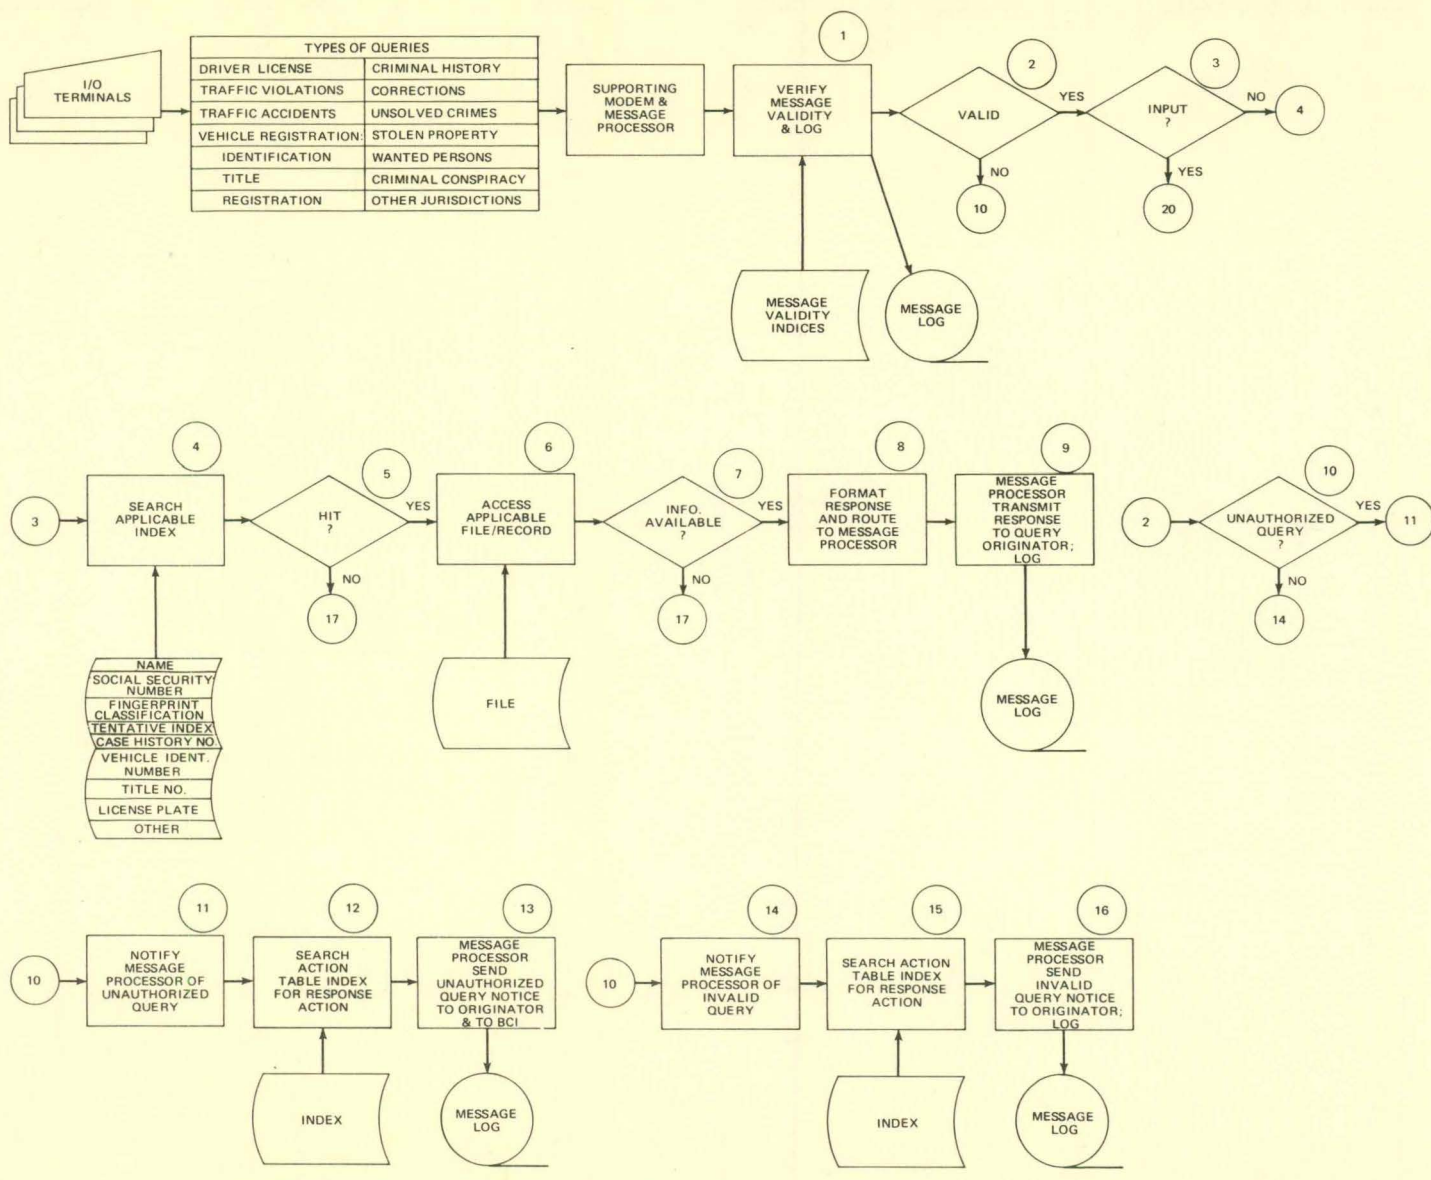 1
2
3
I/O
TERMINALS
TYPES OF QUERIES
DRIVER LICENSE
CRIMINAL HISTORY
TRAFFIC VIOLATIONS
CORRECTIONS
TRAFFIC ACCIDENTS
UNSOLVED CRIMES
VEHICLE REGISTRATION:
STOLEN PROPERTY
IDENTIFICATION
WANTED PERSONS
TITLE
CRIMINAL CONSPIRACY
REGISTRATION
OTHER JURISDICTIONS
SUPPORTING
MODEM &
MESSAGE
PROCESSOR
VERIFY
MESSAGE
VALIDITY
& LOG
VALID
YES
NO
10
INPUT
?
NO
4
YES
20
MESSAGE
VALIDITY
INDICES
MESSAGE
LOG
4
5
6
7
8
9
10
3
SEARCH
APPLICABLE
INDEX
HIT
?
YES
NO
17
ACCESS
APPLICABLE
FILE/RECORD
INFO.
AVAILABLE
?
YES
NO
17
FORMAT
RESPONSE
AND ROUTE
TO MESSAGE
PROCESSOR
MESSAGE
PROCESSOR
TRANSMIT
RESPONSE
TO QUERY
ORIGINATOR;
LOG
2
UNAUTHORIZED
QUERY
?
YES
11
NO
14
NAME
SOCIAL SECURITY
NUMBER
FINGERPRINT
CLASSIFICATION
TENTATIVE INDEX
CASE HISTORY NO
VEHICLE IDENT.
NUMBER
TITLE NO.
LICENSE PLATE
OTHER
FILE
MESSAGE
LOG
11
12
13
14
15
16
10
NOTIFY
MESSAGE
PROCESSOR OF
UNAUTHORIZED
QUERY
SEARCH
ACTION
TABLE INDEX
FOR RESPONSE
ACTION
MESSAGE
PROCESSOR
SEND
UNAUTHORIZED
QUERY NOTICE
TO ORIGINATOR
& TO BCI
10
NOTIFY
MESSAGE
PROCESSOR OF
INVALID
QUERY
SEARCH ACTION
TABLE INDEX
FOR RESPONSE
ACTION
MESSAGE
PROCESSOR
SEND
INVALID
QUERY NOTICE
TO ORIGINATOR;
LOG
INDEX
MESSAGE
LOG
INDEX
MESSAGE
LOG